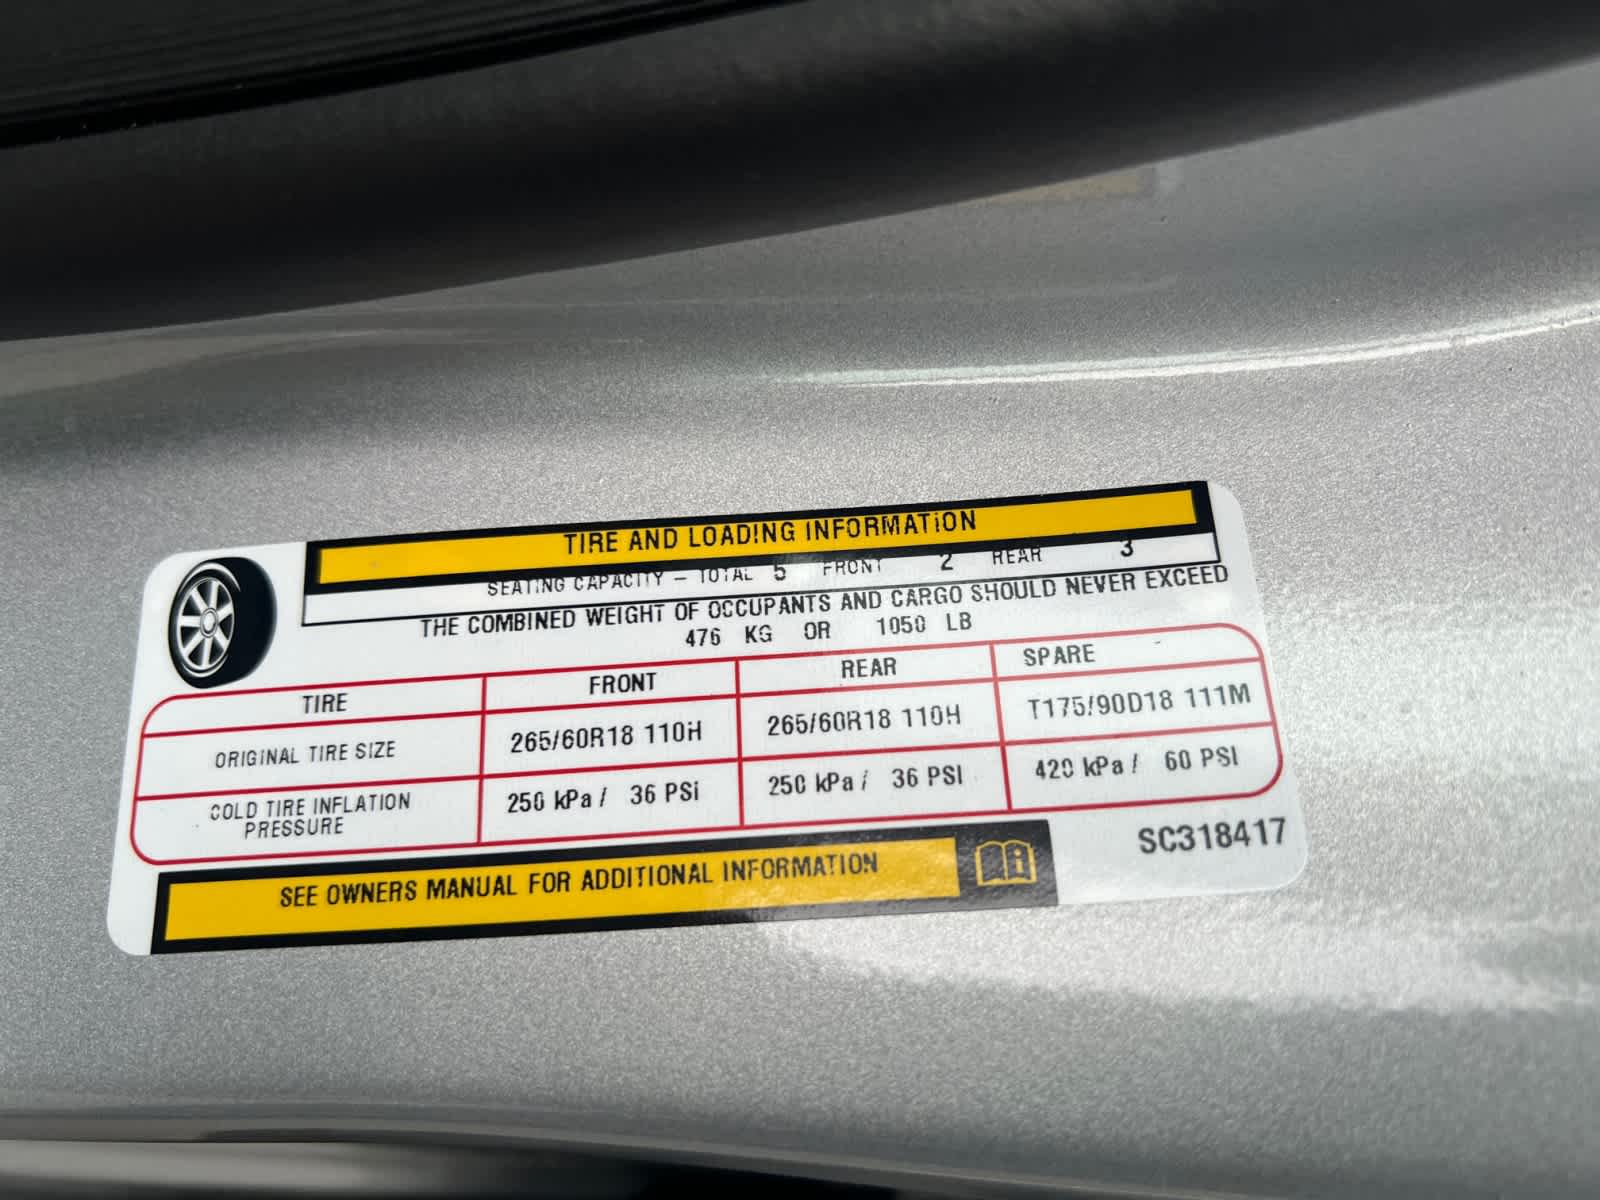 TIRE AND LOADING INFORMATION
SEATING CAPACITY - TOTAL 5 FRONT 2 REAR 3
THE COMBINED WEIGHT OF OCCUPANTS AND CARGO SHOULD NEVER EXCEED
476 KG OR 1050 LB
TIRE FRONT REAR SPARE
ORIGINAL TIRE SIZE 265/60R18 110H 265/60R18 110H T175/90D18 111M
COLD TIRE INFLATION PRESSURE 250 kPa / 36 PSI 250 kPa / 36 PSI 420 kPa / 60 PSI
SEE OWNERS MANUAL FOR ADDITIONAL INFORMATION
SC318417